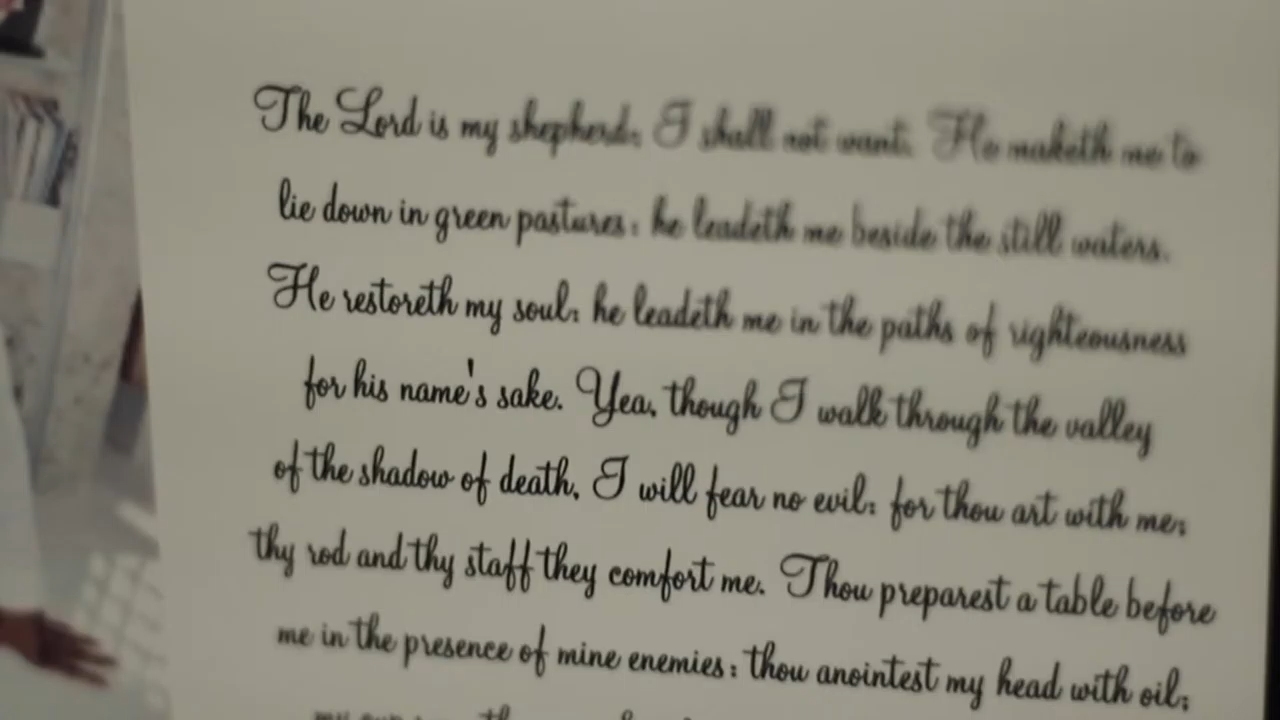 The Lord is my shepherd; I shall not want. He maketh me to
lie down in green pastures: he leadeth me beside the still waters.
He restoreth my soul: he leadeth me in the paths of righteousness
for his name's sake. Yea, though I walk through the valley
of the shadow of death, I will fear no evil: for thou art with me;
thy rod and thy staff they comfort me. Thou preparest a table before
me in the presence of mine enemies: thou anointest my head with oil;
my